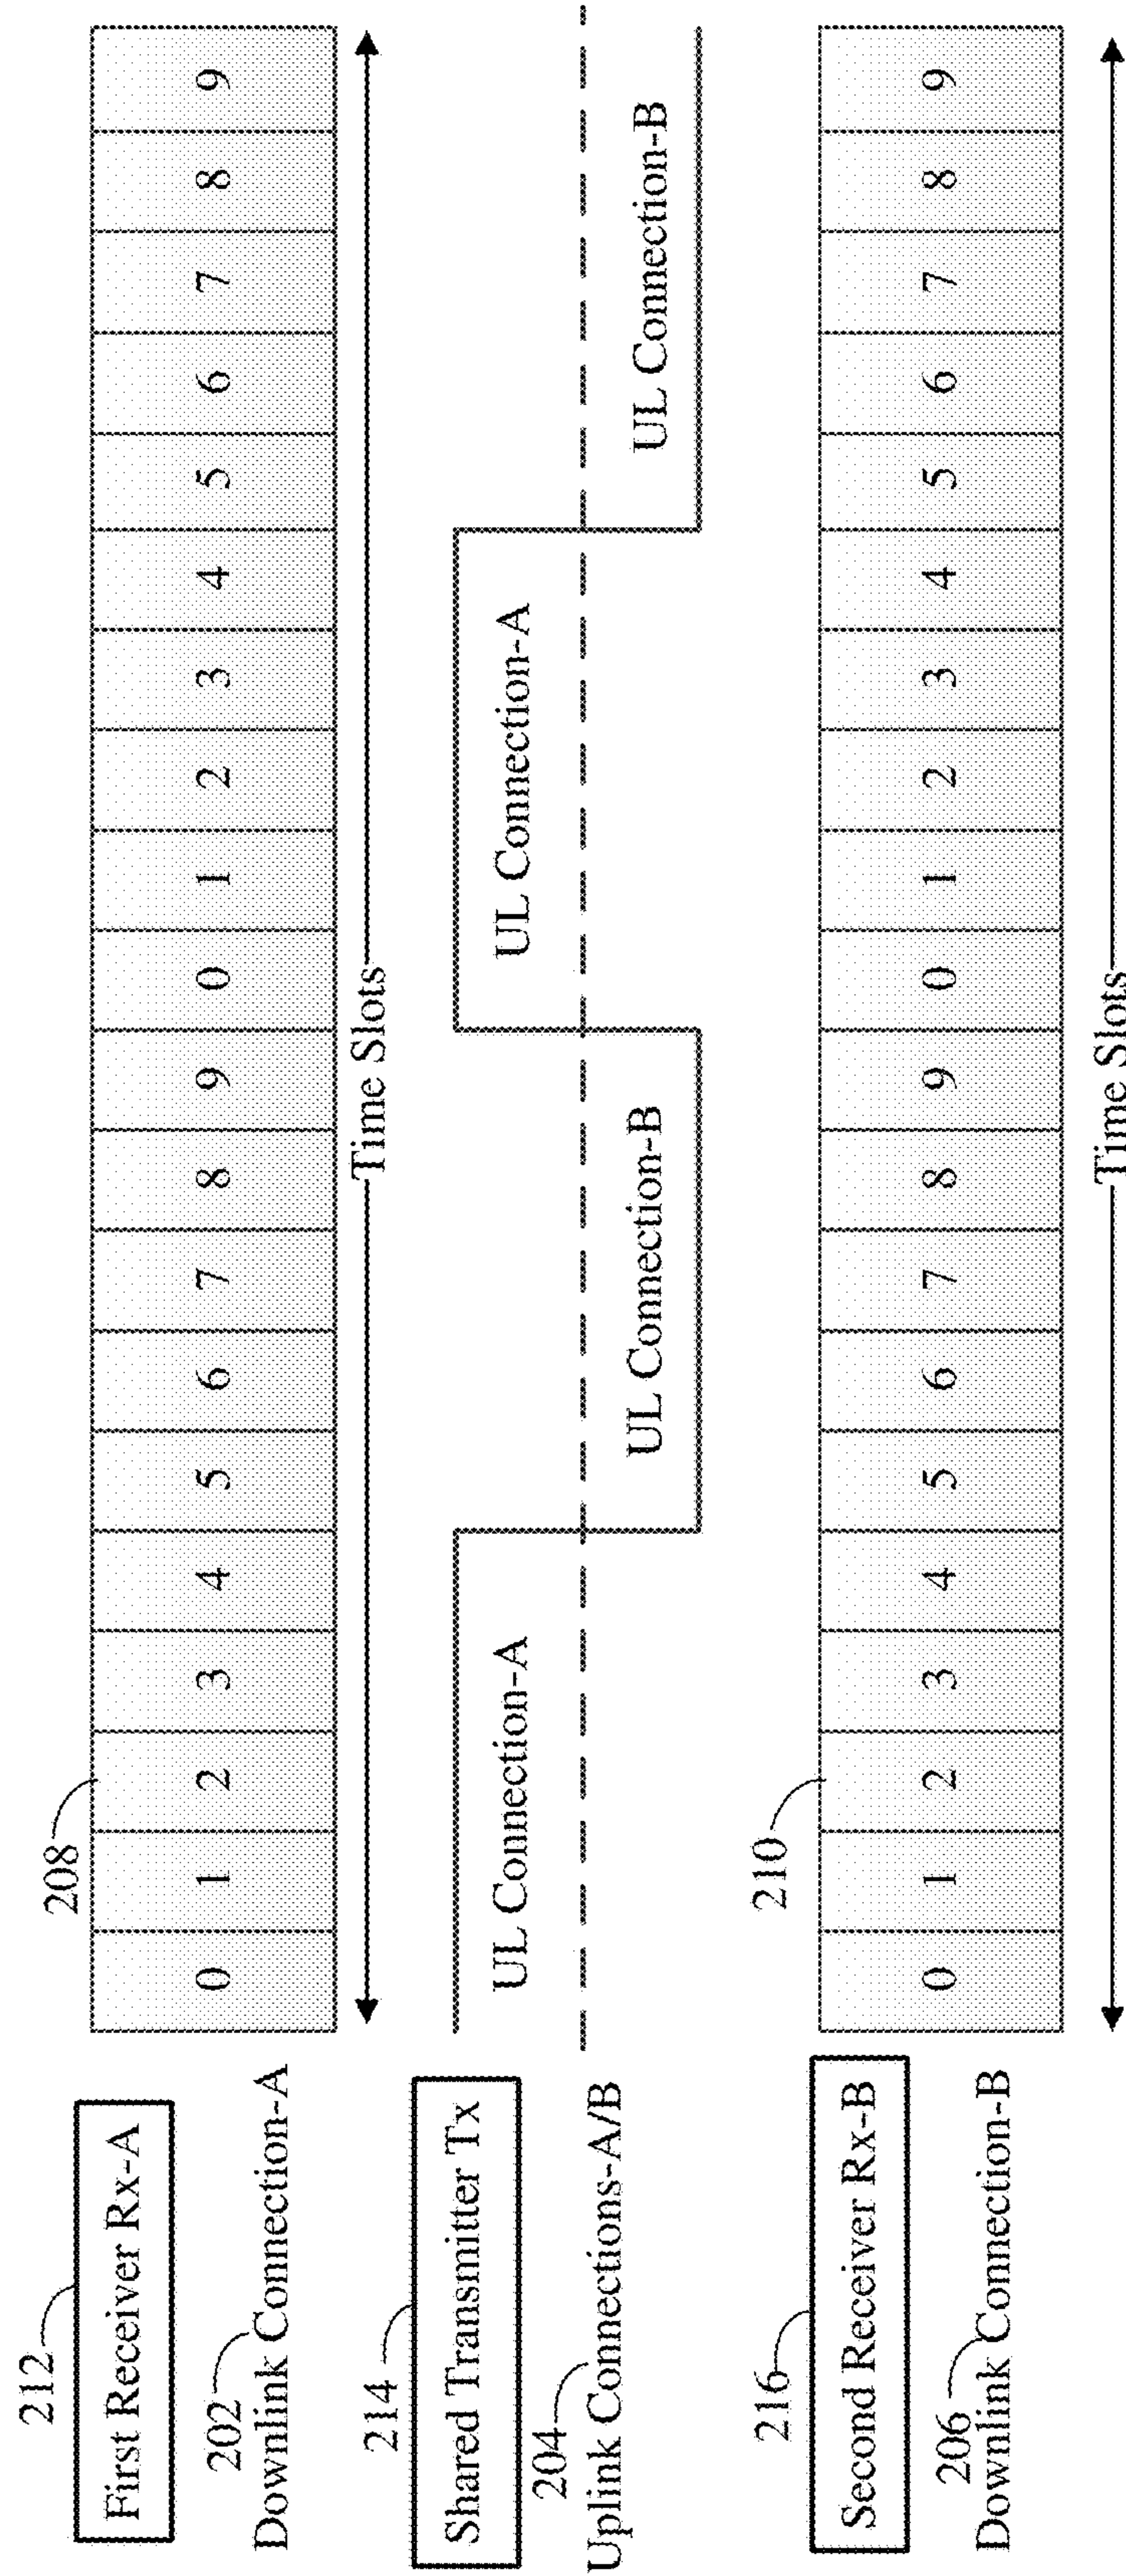 212
First Receiver Rx-A
202
Downlink Connection-A
208
0 1 2 3 4 5 6 7 8 9 0 1 2 3 4 5 6 7 8 9
Time Slots
214
Shared Transmitter Tx
204
Uplink Connections-A/B
UL Connection-A
UL Connection-B
UL Connection-A
UL Connection-B
216
Second Receiver Rx-B
206
Downlink Connection-B
210
0 1 2 3 4 5 6 7 8 9 0 1 2 3 4 5 6 7 8 9
Time Slots